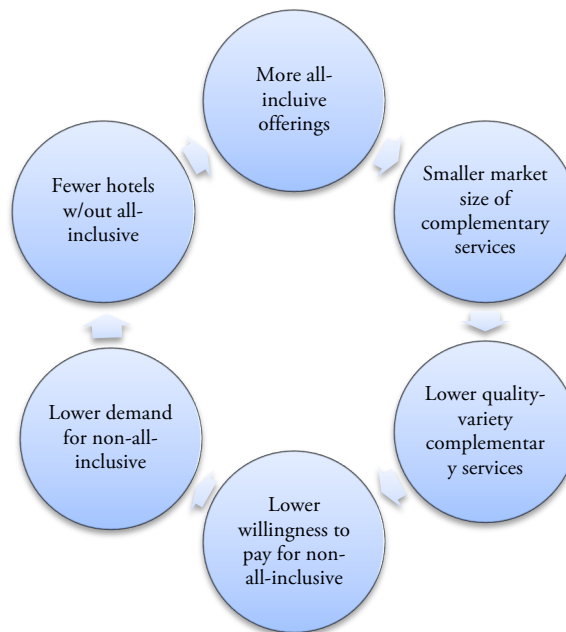 More all-
incluive
offerings
Smaller market
size of
complementary
services
Lower quality-
variety
complementar
y services
Lower
willingness to
pay for non-
all-inclusive
Lower demand
for non-all-
inclusive
Fewer hotels
w/out all-
inclusive